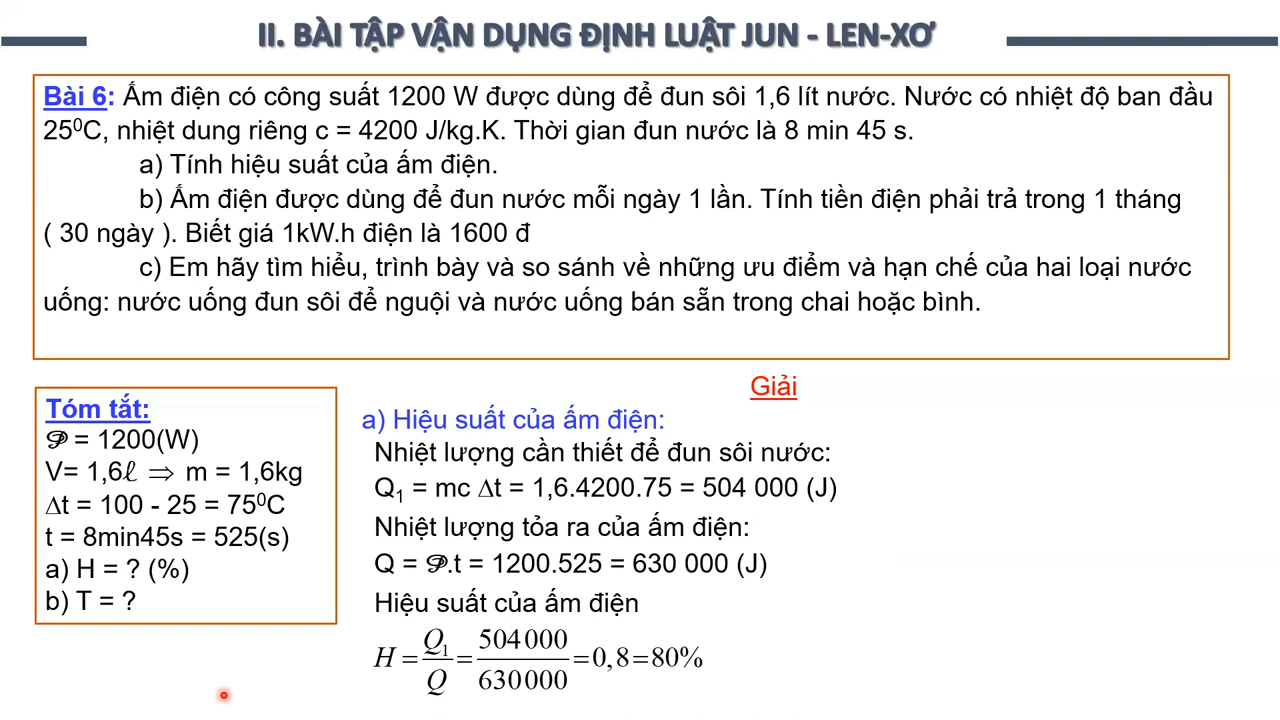 II. BÀI TẬP VẬN DỤNG ĐỊNH LUẬT JUN - LEN-XƠ
Bài 6: Ấm điện có công suất 1200 W được dùng để đun sôi 1,6 lít nước. Nước có nhiệt độ ban đầu
25⁰C, nhiệt dung riêng c = 4200 J/kg.K. Thời gian đun nước là 8 min 45 s.
a) Tính hiệu suất của ấm điện.
b) Ấm điện được dùng để đun nước mỗi ngày 1 lần. Tính tiền điện phải trả trong 1 tháng
( 30 ngày ). Biết giá 1kW.h điện là 1600 đ
c) Em hãy tìm hiểu, trình bày và so sánh về những ưu điểm và hạn chế của hai loại nước
uống: nước uống đun sôi để nguội và nước uống bán sẵn trong chai hoặc bình.
Tóm tắt:
𝒫 = 1200(W)
V= 1,6ℓ ⇒ m = 1,6kg
∆t = 100 - 25 = 75⁰C
t = 8min45s = 525(s)
a) H = ? (%)
b) T = ?
Giải
a) Hiệu suất của ấm điện:
Nhiệt lượng cần thiết để đun sôi nước:
Q₁ = mc ∆t = 1,6.4200.75 = 504 000 (J)
Nhiệt lượng tỏa ra của ấm điện:
Q = 𝒫.t = 1200.525 = 630 000 (J)
Hiệu suất của ấm điện
H = Q₁/Q = 504000/630000 = 0,8 = 80%